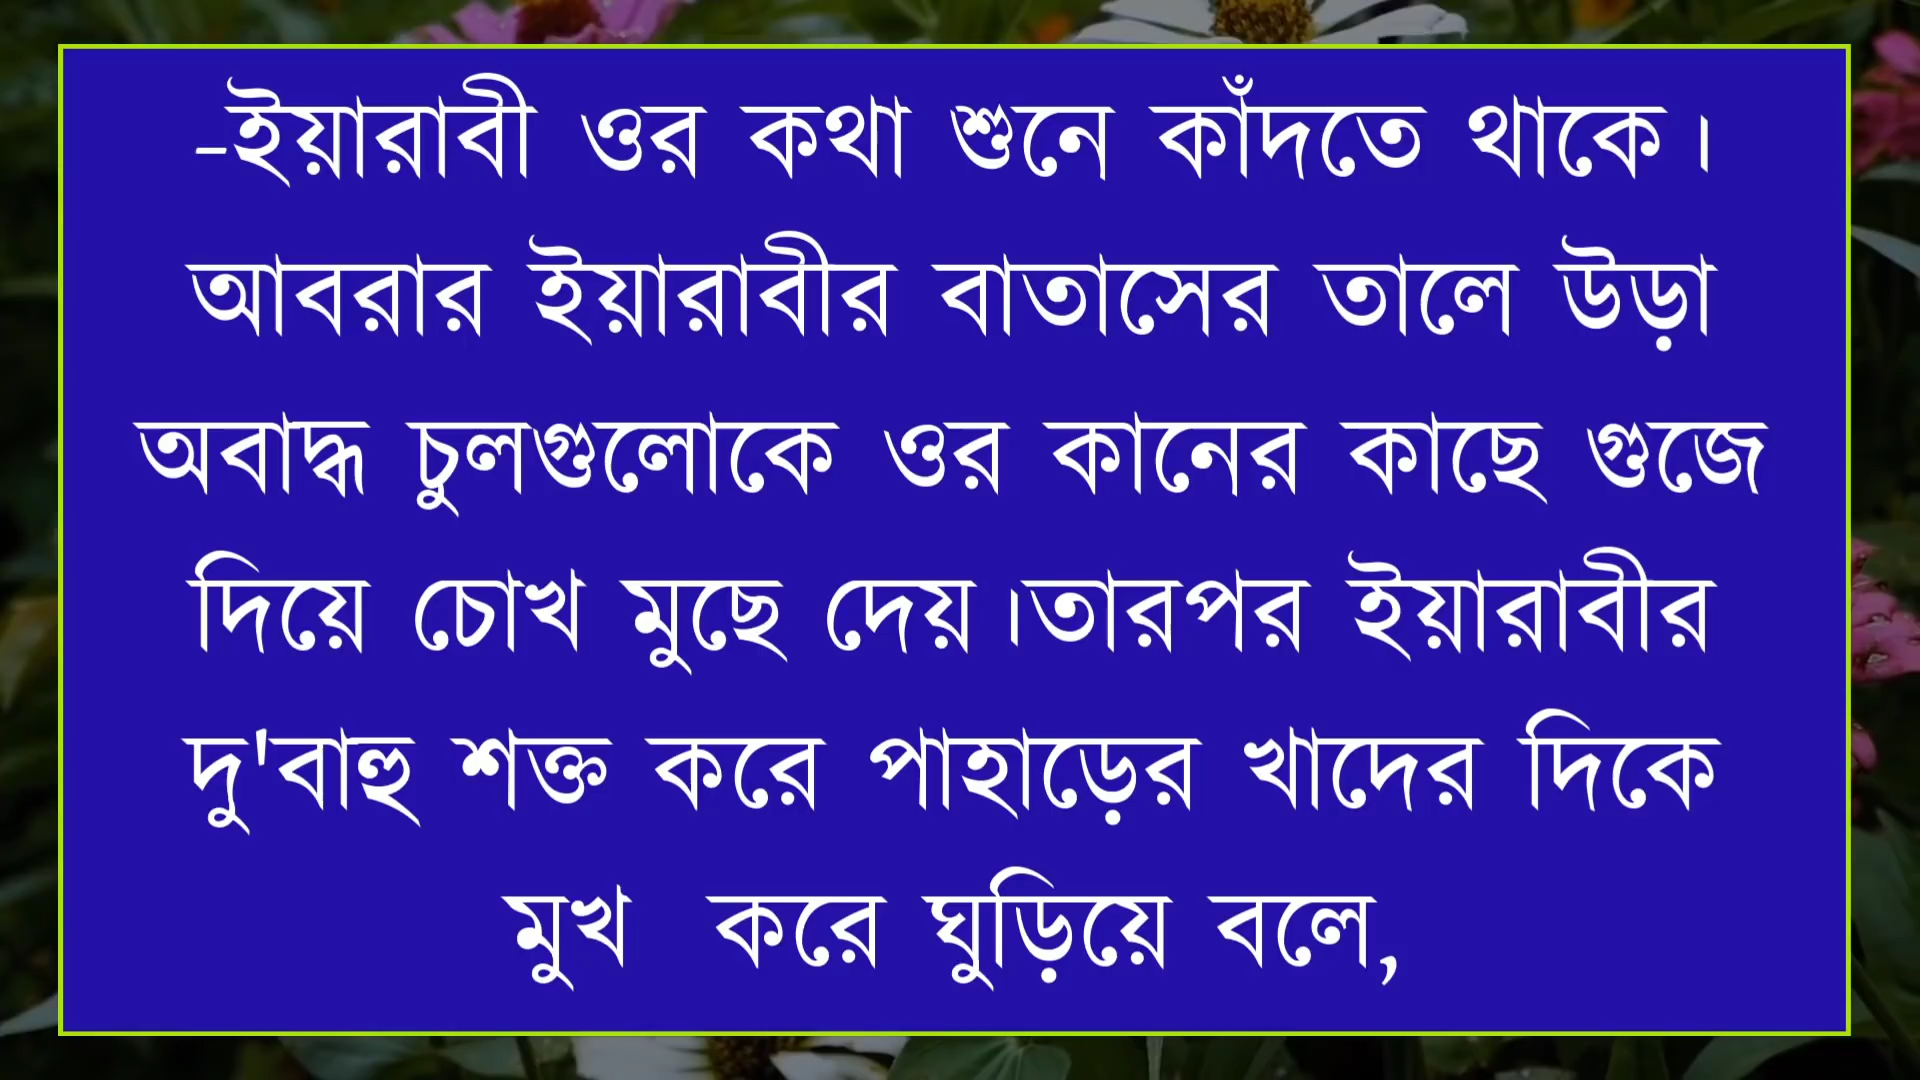 -ইয়ারাবী ওর কথা শুনে কাঁদতে থাকে।
আবরার ইয়ারাবীর বাতাসের তালে উড়া
অবাদ্ধ চুলগুলোকে ওর কানের কাছে গুজে
দিয়ে চোখ মুছে দেয়।তারপর ইয়ারাবীর
দু'বাহু শক্ত করে পাহাড়ের খাদের দিকে
মুখ  করে ঘুড়িয়ে বলে,